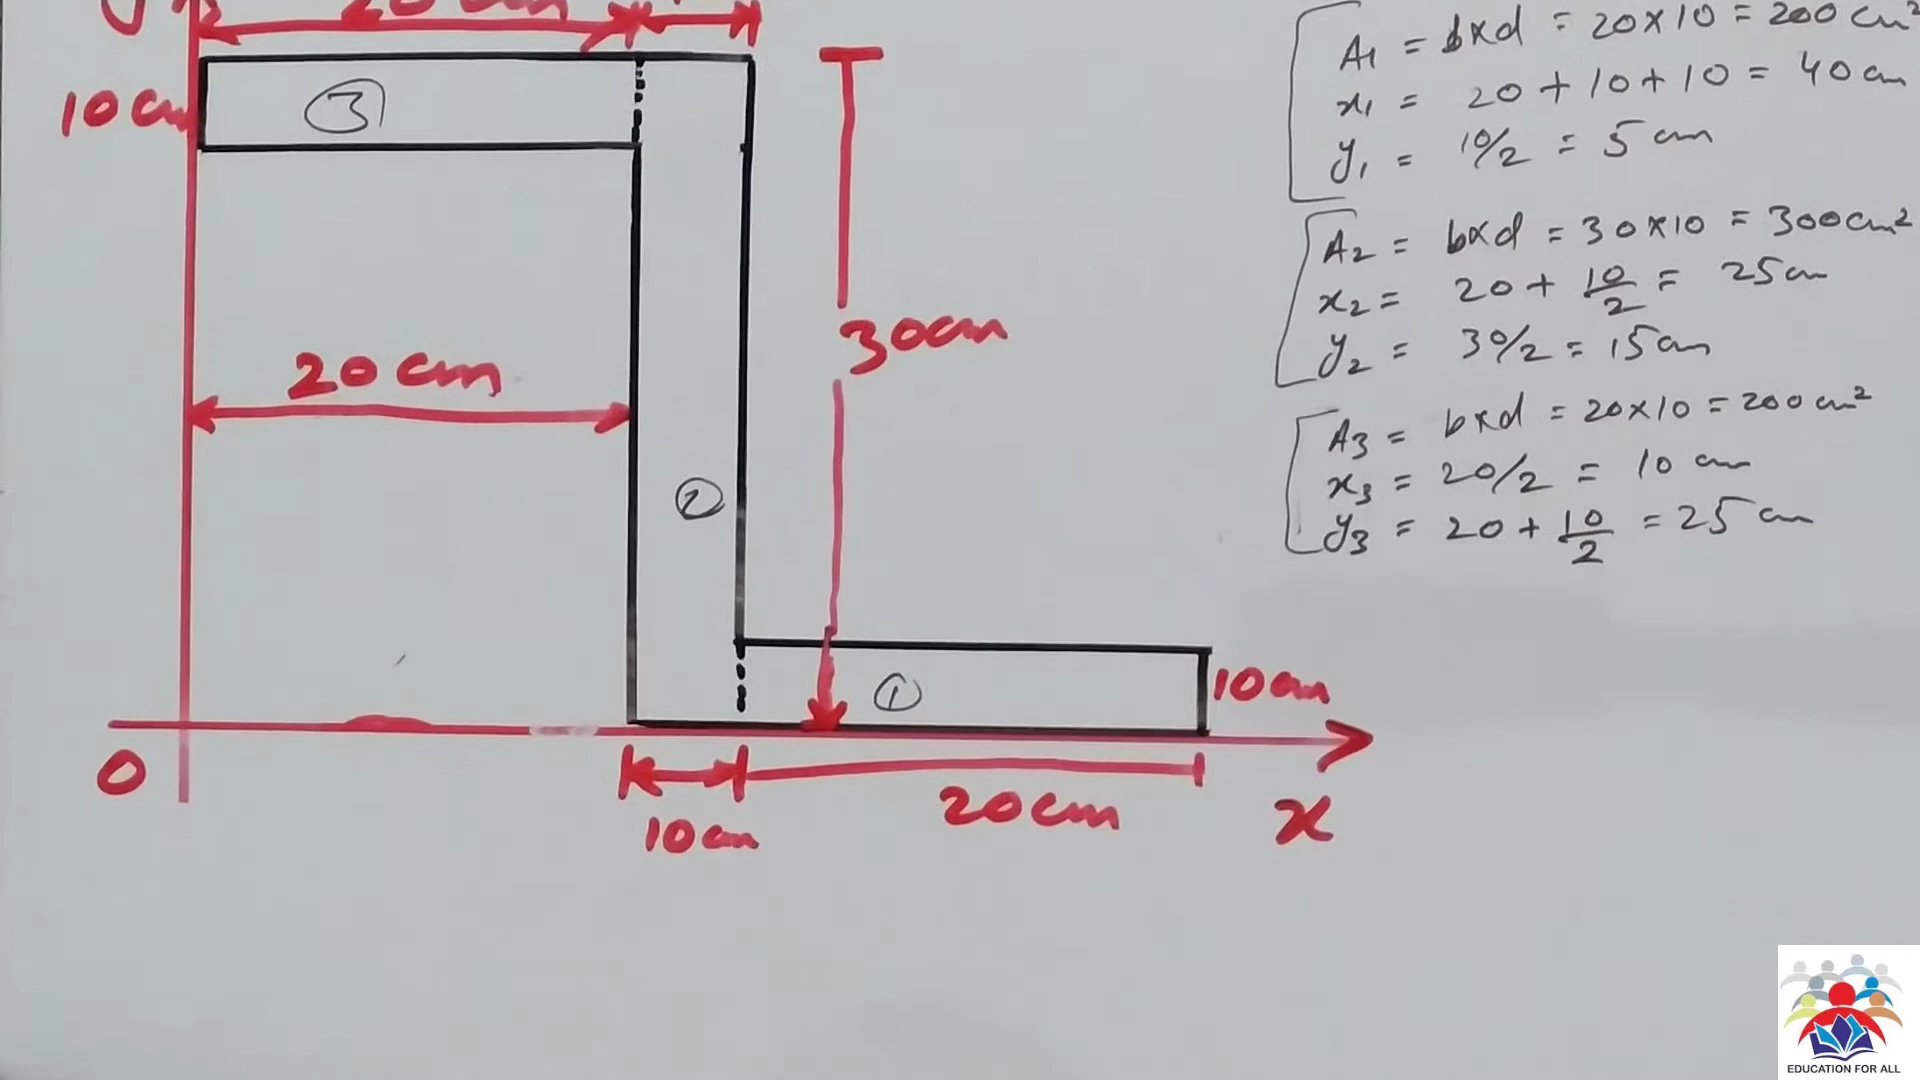 20 cm
10 cm
3
A1 = b×d = 20×10 = 200 cm²
x1 = 20 + 10 + 10 = 40 cm
y1 = 10/2 = 5 cm
A2 = b×d = 30×10 = 300 cm²
x2 = 20 + 10/2 = 25 cm
y2 = 30/2 = 15 cm
A3 = b×d = 20×10 = 200 cm²
x3 = 20/2 = 10 cm
y3 = 20 + 10/2 = 25 cm
30 cm
20 cm
2
1
10 cm
0
10 cm
20 cm
x
EDUCATION FOR ALL